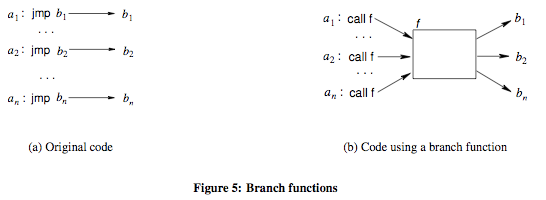 a₁: jmp b₁ b₁
. . .
a₂: jmp b₂ b₂
. . .
aₙ: jmp bₙ bₙ
(a) Original code
f
a₁: call f b₁
. . .
a₂: call f b₂
. . .
aₙ: call f bₙ
(b) Code using a branch function
Figure 5: Branch functions